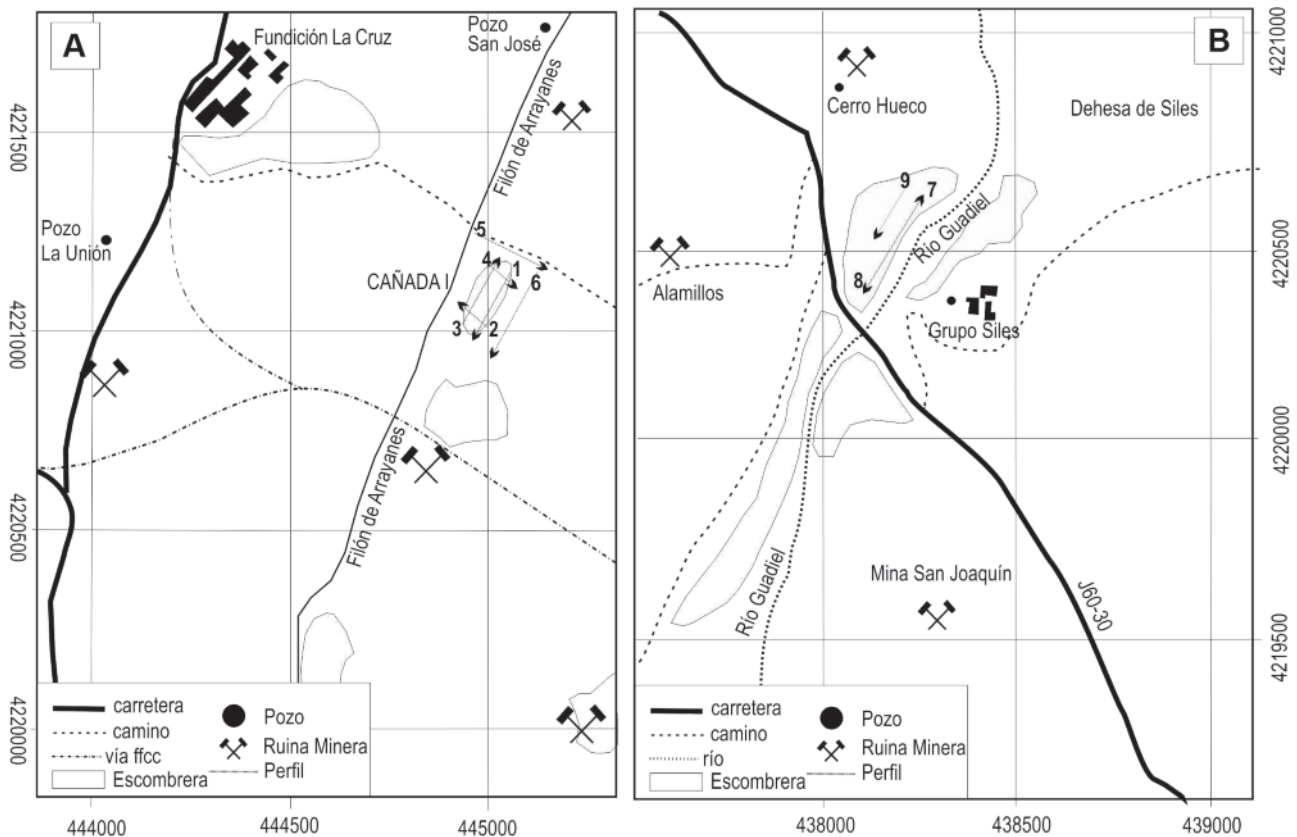 A
Fundición La Cruz
Pozo
San José
Filón de Arrayanes
Pozo
La Unión
CAÑADA I
5
4
1
6
3
2
Filón de Arrayanes
carretera
camino
vía ffcc
Escombrera
Pozo
Ruina Minera
Perfil
4221500
4221000
4220500
4220000
444000
444500
445000
B
Cerro Hueco
Dehesa de Siles
9
7
Rio Guadiel
8
Alamillos
Grupo Siles
Rio Guadiel
Mina San Joaquín
J60-30
carretera
camino
río
Escombrera
Pozo
Ruina Minera
Perfil
4221000
4220500
4220000
4219500
438000
438500
439000